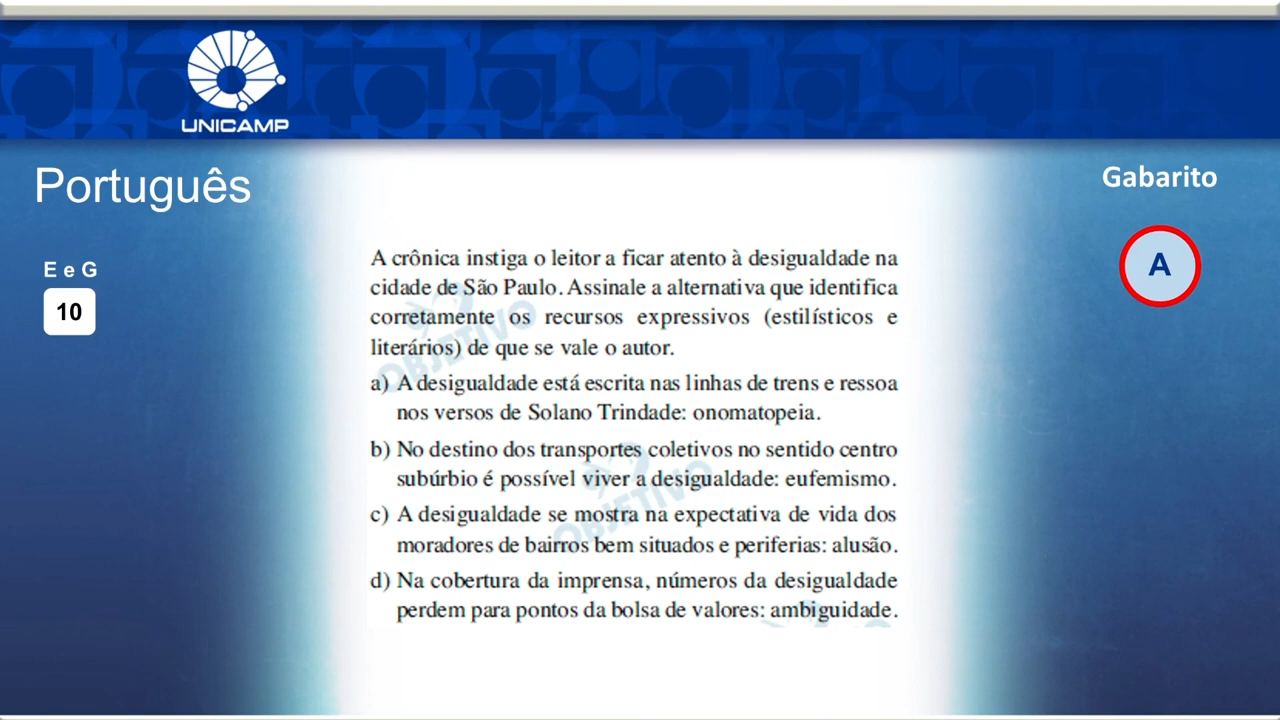 UNICAMP
Português
Gabarito
A
E e G
10
A crônica instiga o leitor a ficar atento à desigualdade na
cidade de São Paulo. Assinale a alternativa que identifica
corretamente os recursos expressivos (estilísticos e
literários) de que se vale o autor.
a) A desigualdade está escrita nas linhas de trens e ressoa
nos versos de Solano Trindade: onomatopeia.
b) No destino dos transportes coletivos no sentido centro
subúrbio é possível viver a desigualdade: eufemismo.
c) A desigualdade se mostra na expectativa de vida dos
moradores de bairros bem situados e periferias: alusão.
d) Na cobertura da imprensa, números da desigualdade
perdem para pontos da bolsa de valores: ambiguidade.
OBJETIVO
OBJETIVO